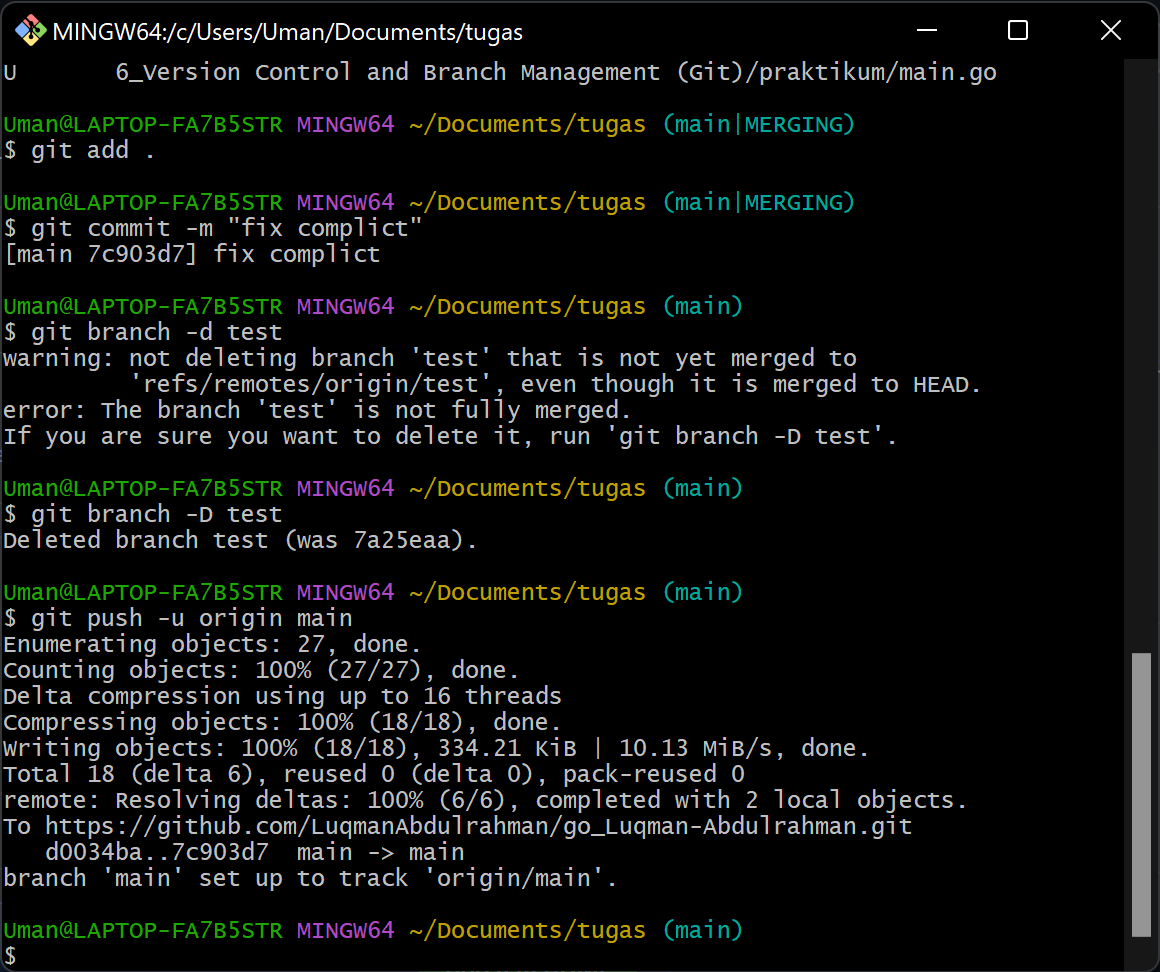 MINGW64:/c/Users/Uman/Documents/tugas
U       6_Version Control and Branch Management (Git)/praktikum/main.go
Uman@LAPTOP-FA7B5STR MINGW64 ~/Documents/tugas (main|MERGING)
$ git add .
Uman@LAPTOP-FA7B5STR MINGW64 ~/Documents/tugas (main|MERGING)
$ git commit -m "fix complict"
[main 7c903d7] fix complict
Uman@LAPTOP-FA7B5STR MINGW64 ~/Documents/tugas (main)
$ git branch -d test
warning: not deleting branch 'test' that is not yet merged to
         'refs/remotes/origin/test', even though it is merged to HEAD.
error: The branch 'test' is not fully merged.
If you are sure you want to delete it, run 'git branch -D test'.
Uman@LAPTOP-FA7B5STR MINGW64 ~/Documents/tugas (main)
$ git branch -D test
Deleted branch test (was 7a25eaa).
Uman@LAPTOP-FA7B5STR MINGW64 ~/Documents/tugas (main)
$ git push -u origin main
Enumerating objects: 27, done.
Counting objects: 100% (27/27), done.
Delta compression using up to 16 threads
Compressing objects: 100% (18/18), done.
Writing objects: 100% (18/18), 334.21 KiB | 10.13 MiB/s, done.
Total 18 (delta 6), reused 0 (delta 0), pack-reused 0
remote: Resolving deltas: 100% (6/6), completed with 2 local objects.
To https://github.com/LuqmanAbdulrahman/go_Luqman-Abdulrahman.git
   d0034ba..7c903d7  main -> main
branch 'main' set up to track 'origin/main'.
Uman@LAPTOP-FA7B5STR MINGW64 ~/Documents/tugas (main)
$